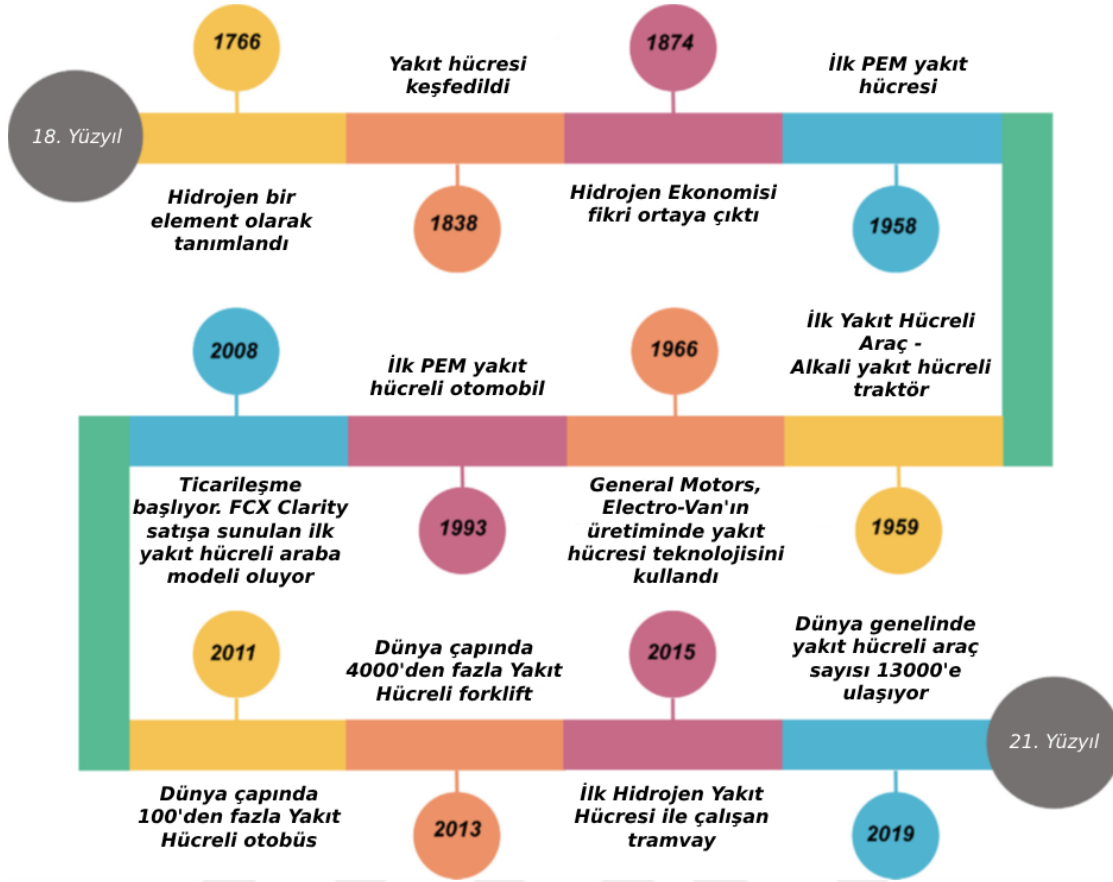 18. Yüzyıl
1766
Hidrojen bir
element olarak
tanımlandı
Yakıt hücresi
keşfedildi
1838
1874
Hidrojen Ekonomisi
fikri ortaya çıktı
İlk PEM yakıt
hücresi
1958
İlk Yakıt Hücreli
Araç -
Alkali yakıt hücreli
traktör
1959
1966
General Motors,
Electro-Van'ın
üretiminde yakıt
hücresi teknolojisini
kullandı
İlk PEM yakıt
hücreli otomobil
1993
2008
Ticarileşme
başlıyor. FCX Clarity
satışa sunulan ilk
yakıt hücreli araba
modeli oluyor
2011
Dünya çapında
100'den fazla Yakıt
Hücreli otobüs
Dünya çapında
4000'den fazla Yakıt
Hücreli forklift
2013
2015
İlk Hidrojen Yakıt
Hücresi ile çalışan
tramvay
Dünya genelinde
yakıt hücreli araç
sayısı 13000'e
ulaşıyor
2019
21. Yüzyıl